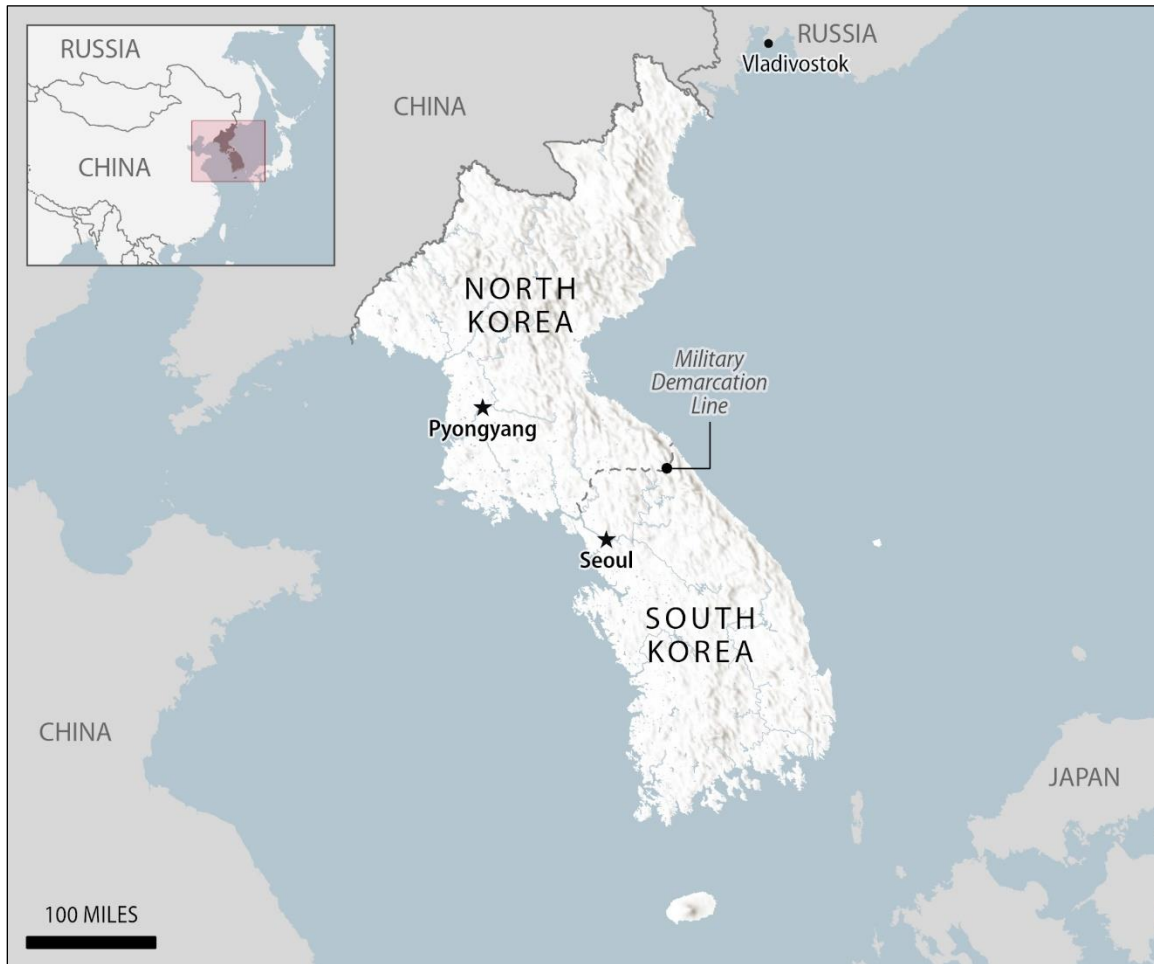 RUSSIA
CHINA
RUSSIA
Vladivostok
CHINA
NORTH
KOREA
Military
Demarcation
Line
Pyongyang
Seoul
SOUTH
KOREA
CHINA
JAPAN
100 MILES